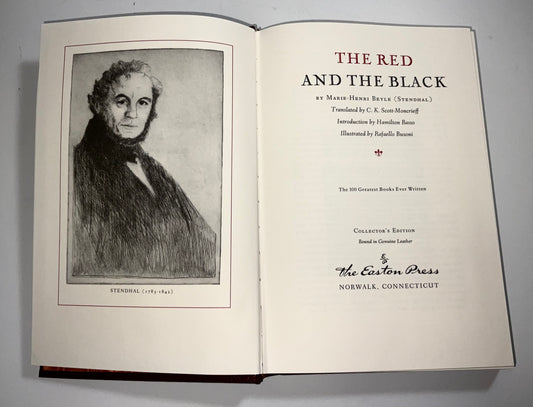 STENDHAL (1783-1842)
THE RED
AND THE BLACK
BY MARIE-HENRI BEYLE (STENDHAL)
Translated by C. K. Scott-Moncrieff
Introduction by Hamilton Basso
Illustrated by Rafaello Busoni
The 100 Greatest Books Ever Written
COLLECTOR'S EDITION
Bound in Genuine Leather
The Easton Press
NORWALK, CONNECTICUT